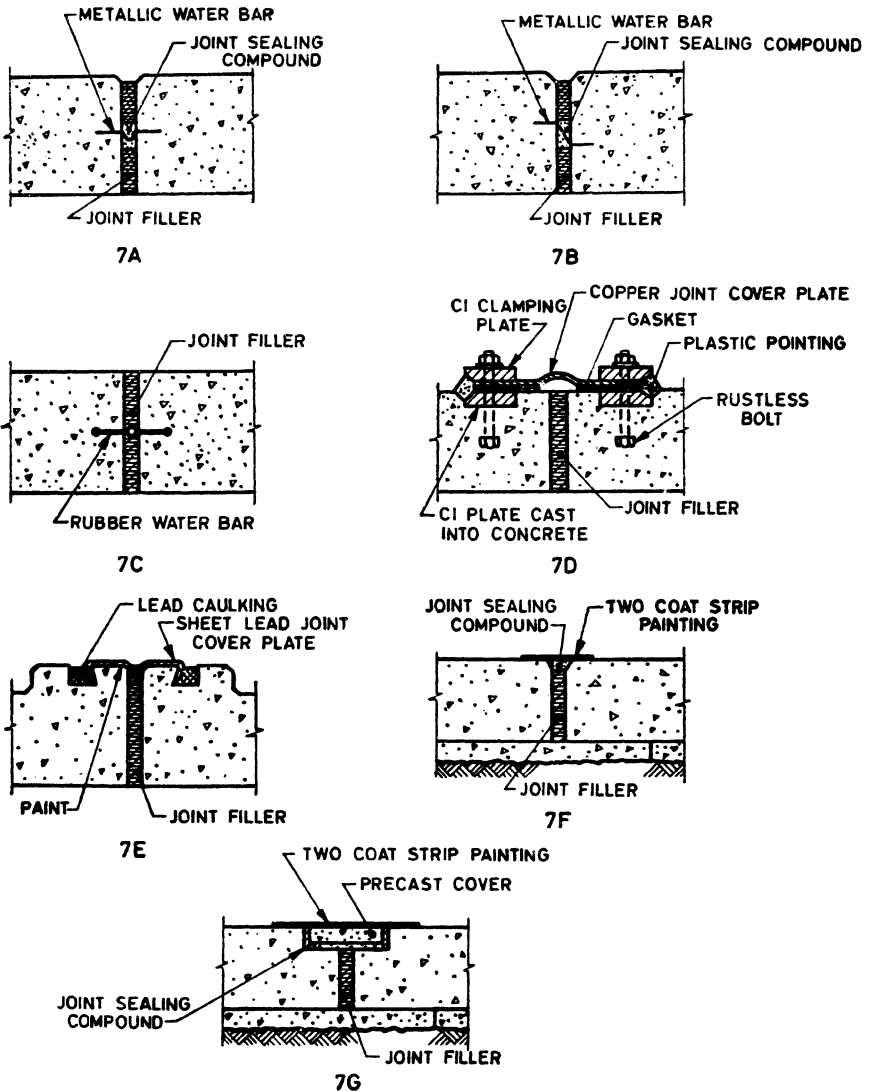 METALLIC WATER BAR
JOINT SEALING
COMPOUND
JOINT FILLER
7A
METALLIC WATER BAR
JOINT SEALING COMPOUND
JOINT FILLER
7B
JOINT FILLER
RUBBER WATER BAR
7C
CI CLAMPING
PLATE
COPPER JOINT COVER PLATE
GASKET
PLASTIC POINTING
RUSTLESS
BOLT
JOINT FILLER
CI PLATE CAST
INTO CONCRETE
7D
LEAD CAULKING
SHEET LEAD JOINT
COVER PLATE
PAINT
JOINT FILLER
7E
JOINT SEALING
COMPOUND
TWO COAT STRIP
PAINTING
JOINT FILLER
7F
TWO COAT STRIP PAINTING
PRECAST COVER
JOINT SEALING
COMPOUND
JOINT FILLER
7G